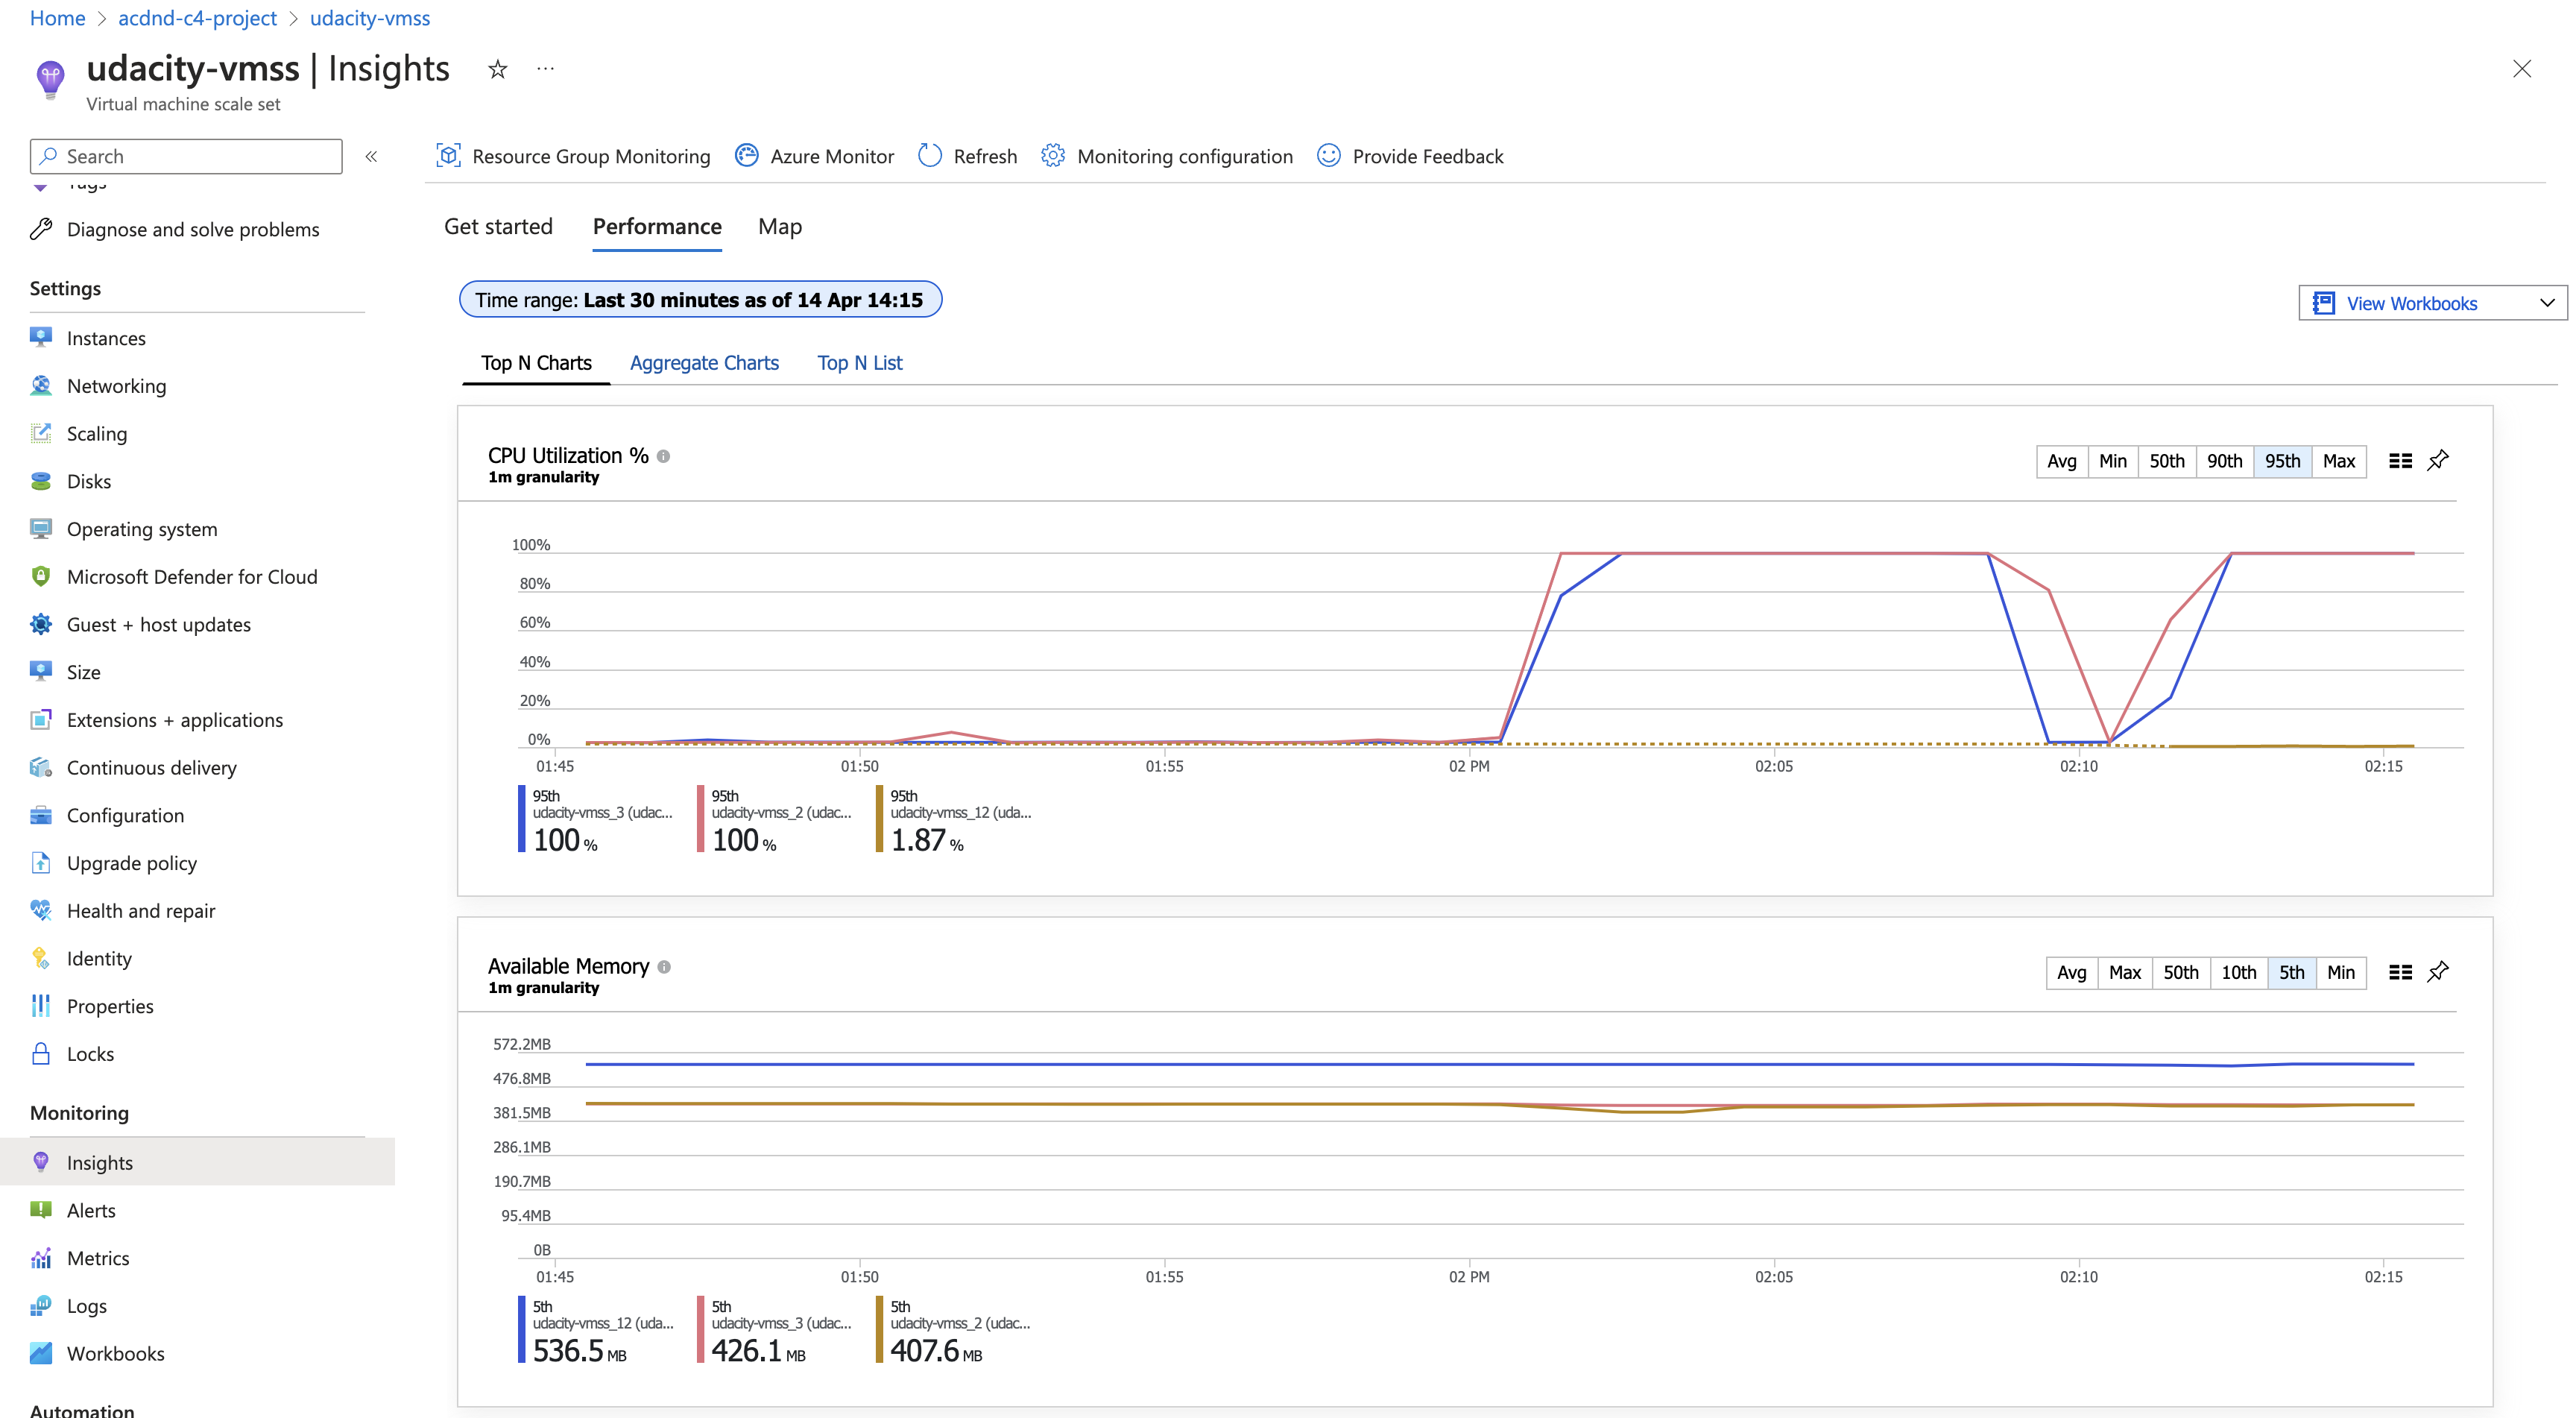 Home > acdnd-c4-project > udacity-vmss
udacity-vmss | Insights
Virtual machine scale set
Search
Tags
Diagnose and solve problems
Settings
Instances
Networking
Scaling
Disks
Operating system
Microsoft Defender for Cloud
Guest + host updates
Size
Extensions + applications
Continuous delivery
Configuration
Upgrade policy
Health and repair
Identity
Properties
Locks
Monitoring
Insights
Alerts
Metrics
Logs
Workbooks
Automation
Resource Group Monitoring Azure Monitor Refresh Monitoring configuration Provide Feedback
Get started Performance Map
Time range: Last 30 minutes as of 14 Apr 14:15
View Workbooks
Top N Charts Aggregate Charts Top N List
CPU Utilization %
1m granularity
Avg Min 50th 90th 95th Max
100%
80%
60%
40%
20%
0%
01:45 01:50 01:55 02 PM 02:05 02:10 02:15
95th 95th 95th
udacity-vmss_3 (udac... udacity-vmss_2 (udac... udacity-vmss_12 (uda...
100 % 100 % 1.87 %
Available Memory
1m granularity
Avg Max 50th 10th 5th Min
572.2MB
476.8MB
381.5MB
286.1MB
190.7MB
95.4MB
0B
01:45 01:50 01:55 02 PM 02:05 02:10 02:15
5th 5th 5th
udacity-vmss_12 (uda... udacity-vmss_3 (udac... udacity-vmss_2 (udac...
536.5 MB 426.1 MB 407.6 MB